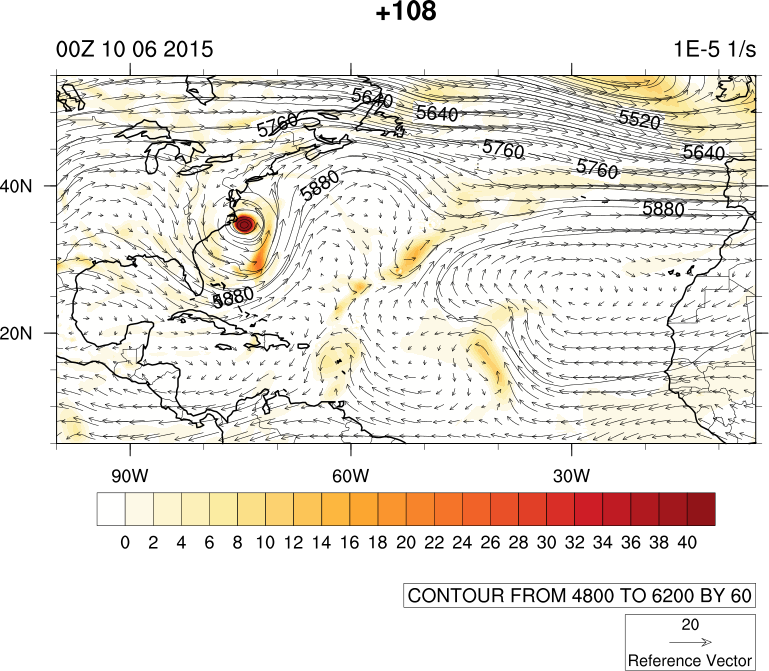 +108
00Z 10 06 2015
1E-5 1/s
5640
5640
5520
5760
5760
5640
5760
40N
5880
5880
5880
20N
90W
60W
30W
0 2 4 6 8 10 12 14 16 18 20 22 24 26 28 30 32 34 36 38 40
CONTOUR FROM 4800 TO 6200 BY 60
20
Reference Vector